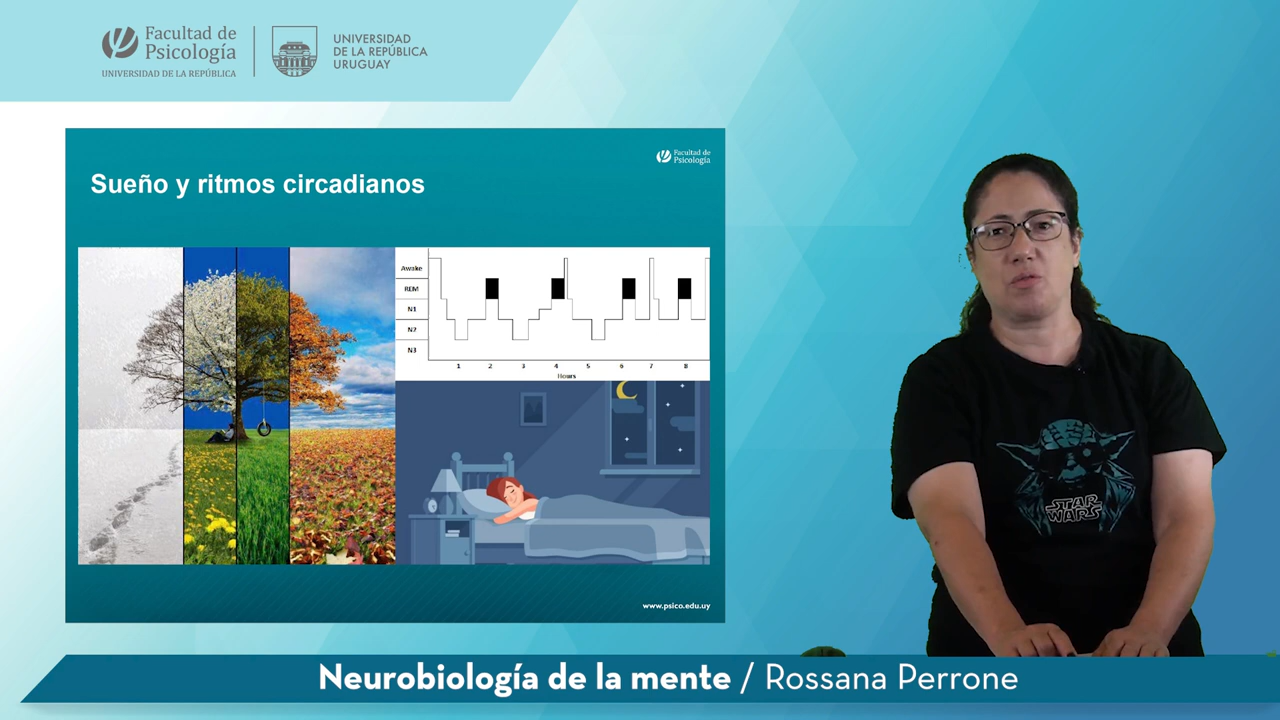 Facultad de
Psicología
UNIVERSIDAD DE LA REPÚBLICA
UNIVERSIDAD
DE LA REPÚBLICA
URUGUAY
Facultad de
Psicología
Sueño y ritmos circadianos
Awake
REM
N1
N2
N3
1 2 3 4 5 6 7 8
Hours
www.psico.edu.uy
STAR
WARS
Neurobiología de la mente / Rossana Perrone